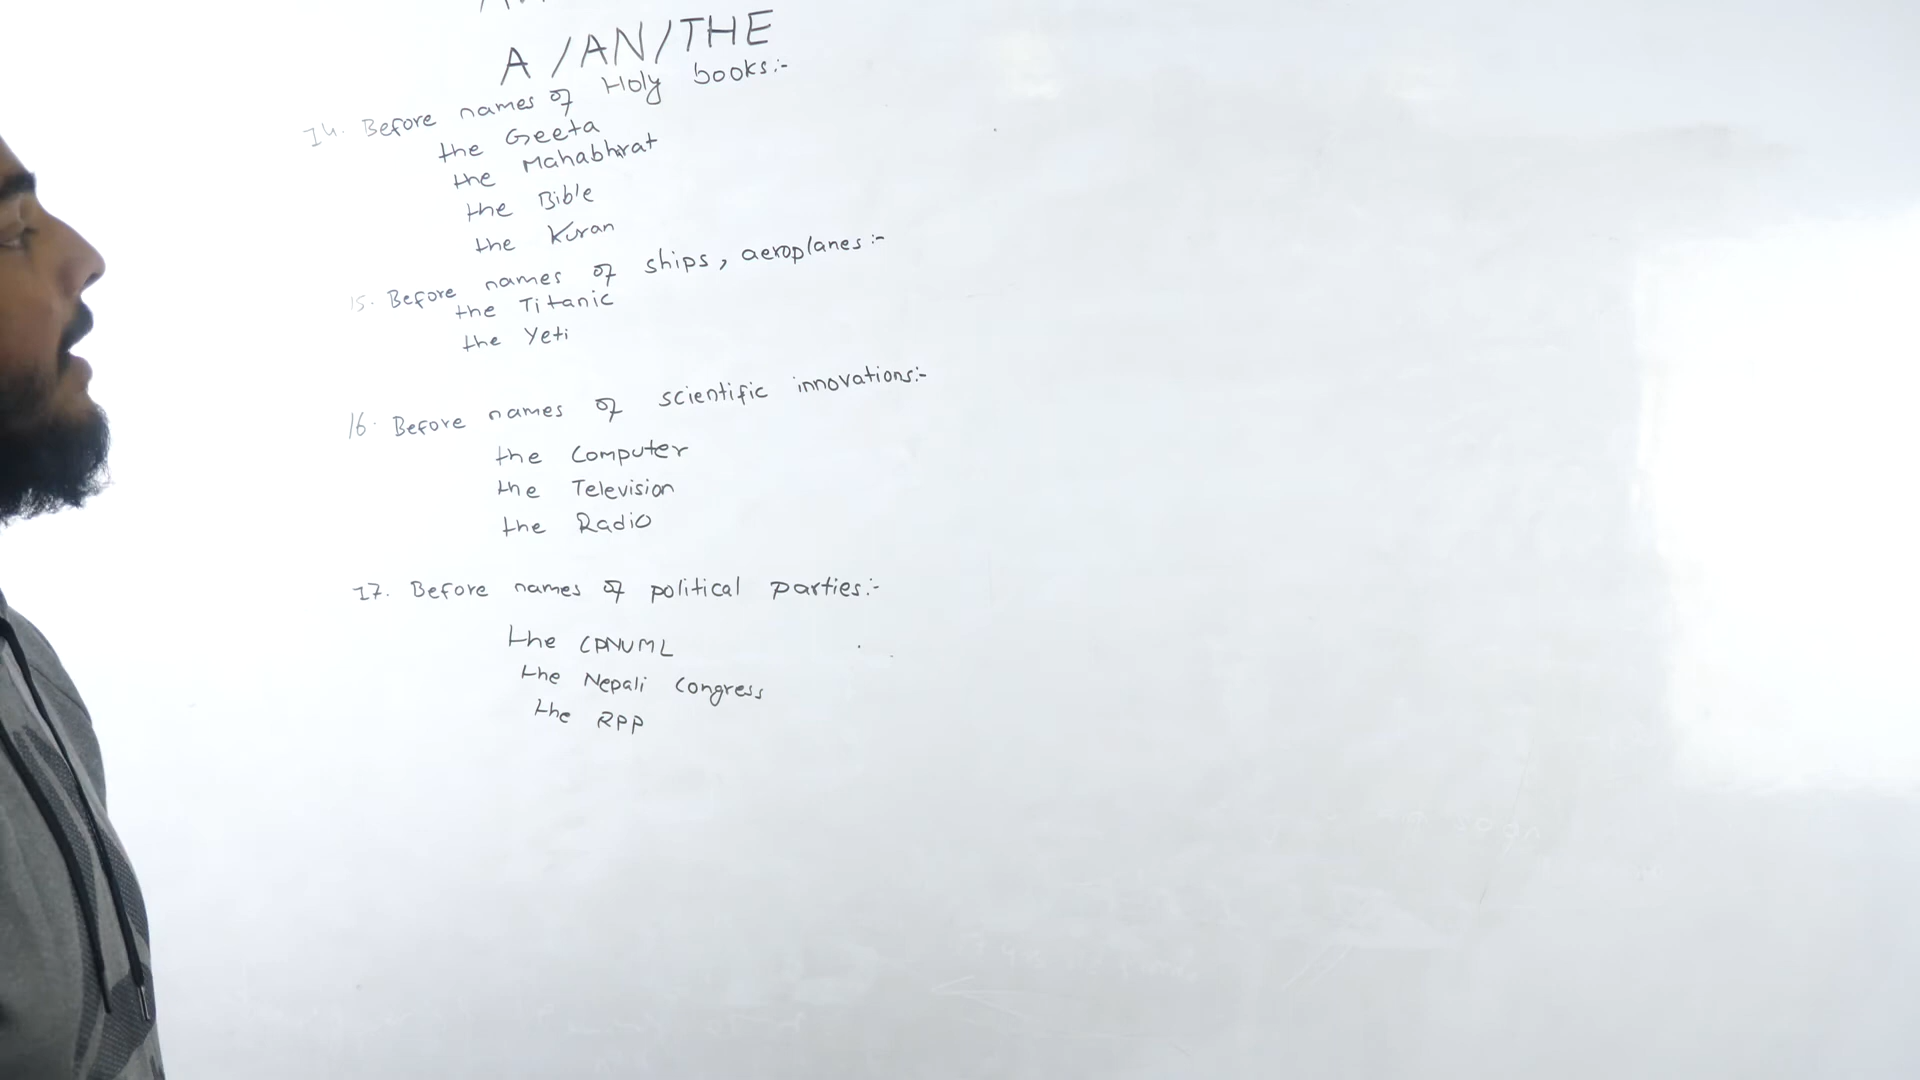 A/AN/THE
14. Before names of Holy books:-
the Geeta
the Mahabhrat
the Bible
the Kuran
15. Before names of ships, aeroplanes:-
the Titanic
the Yeti
16. Before names of scientific innovations:-
the Computer
the Television
the Radio
17. Before names of political parties:-
the CPNUML
the Nepali Congress
the RPP